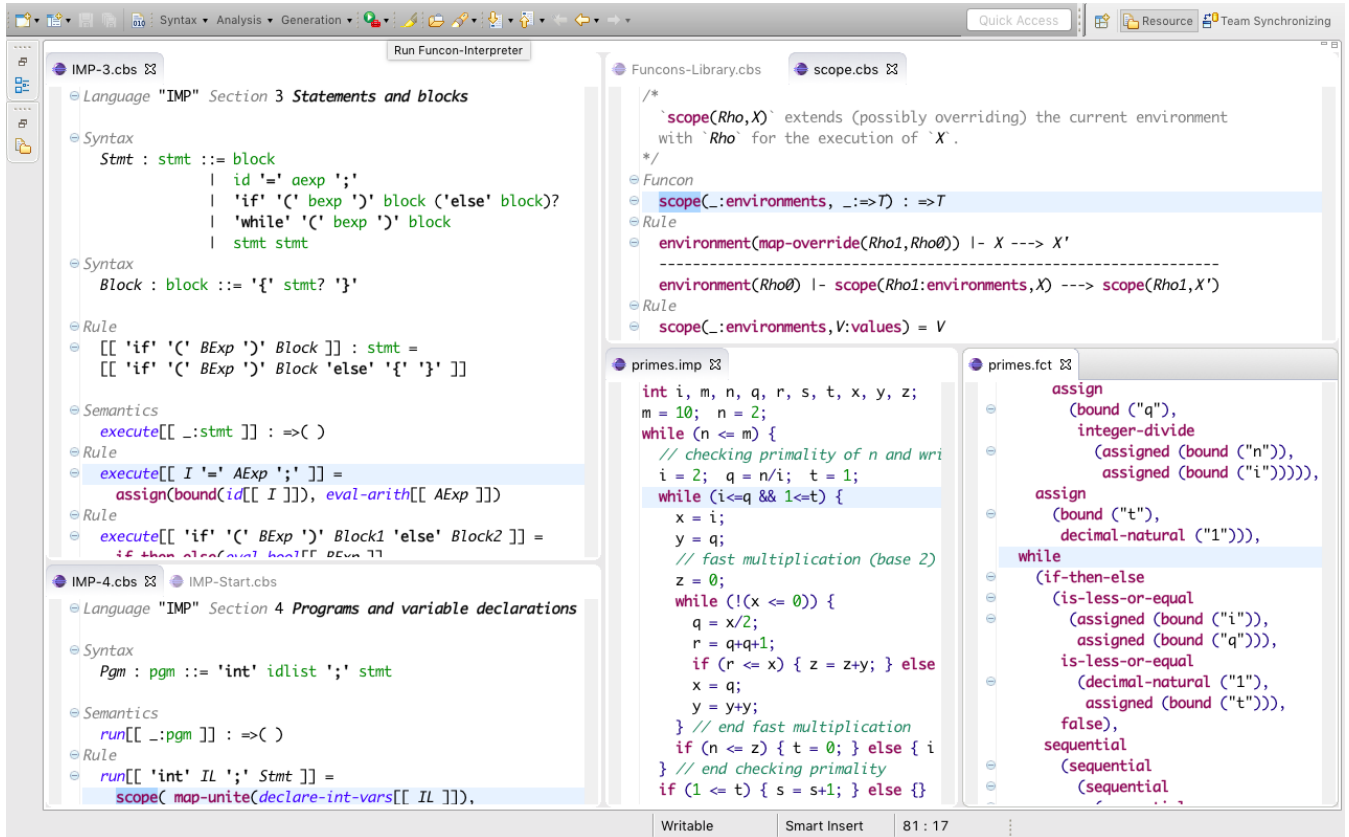 Syntax Analysis Generation Quick Access Resource Team Synchronizing
Run Funcon-Interpreter
IMP-3.cbs
Language "IMP" Section 3 Statements and blocks
Syntax
Stmt : stmt ::= block
| id '=' aexp ';'
| 'if' '(' bexp ')' block ('else' block)?
| 'while' '(' bexp ')' block
| stmt stmt
Syntax
Block : block ::= '{' stmt? '}'
Rule
[[ 'if' '(' BExp ')' Block ]] : stmt =
[[ 'if' '(' BExp ')' Block 'else' '{' '}' ]]
Semantics
execute[[ _:stmt ]] : =>( )
Rule
execute[[ I '=' AExp ';' ]] =
assign(bound(id[[ I ]]), eval-arith[[ AExp ]])
Rule
execute[[ 'if' '(' BExp ')' Block1 'else' Block2 ]] =
if-then-else(eval-bool[[ BExp ]]
IMP-4.cbs IMP-Start.cbs
Language "IMP" Section 4 Programs and variable declarations
Syntax
Pgm : pgm ::= 'int' idlist ';' stmt
Semantics
run[[ _:pgm ]] : =>( )
Rule
run[[ 'int' IL ';' Stmt ]] =
scope( map-unite(declare-int-vars[[ IL ]]),
Funcons-Library.cbs scope.cbs
/*
`scope(Rho,X)` extends (possibly overriding) the current environment
with `Rho` for the execution of `X`.
*/
Funcon
scope(_:environments, _:=>T) : =>T
Rule
environment(map-override(Rho1,Rho0)) |- X ---> X'
-------------------------------------------------------------------
environment(Rho0) |- scope(Rho1:environments,X) ---> scope(Rho1,X')
Rule
scope(_:environments,V:values) = V
primes.imp
int i, m, n, q, r, s, t, x, y, z;
m = 10; n = 2;
while (n <= m) {
// checking primality of n and wri
i = 2; q = n/i; t = 1;
while (i<=q && 1<=t) {
x = i;
y = q;
// fast multiplication (base 2)
z = 0;
while (!(x <= 0)) {
q = x/2;
r = q+q+1;
if (r <= x) { z = z+y; } else
x = q;
y = y+y;
} // end fast multiplication
if (n <= z) { t = 0; } else { i
} // end checking primality
if (1 <= t) { s = s+1; } else {}
primes.fct
assign
(bound ("q"),
integer-divide
(assigned (bound ("n")),
assigned (bound ("i"))))),
assign
(bound ("t"),
decimal-natural ("1"))),
while
(if-then-else
(is-less-or-equal
(assigned (bound ("i")),
assigned (bound ("q"))),
is-less-or-equal
(decimal-natural ("1"),
assigned (bound ("t"))),
false),
sequential
(sequential
(sequential
Writable Smart Insert 81 : 17